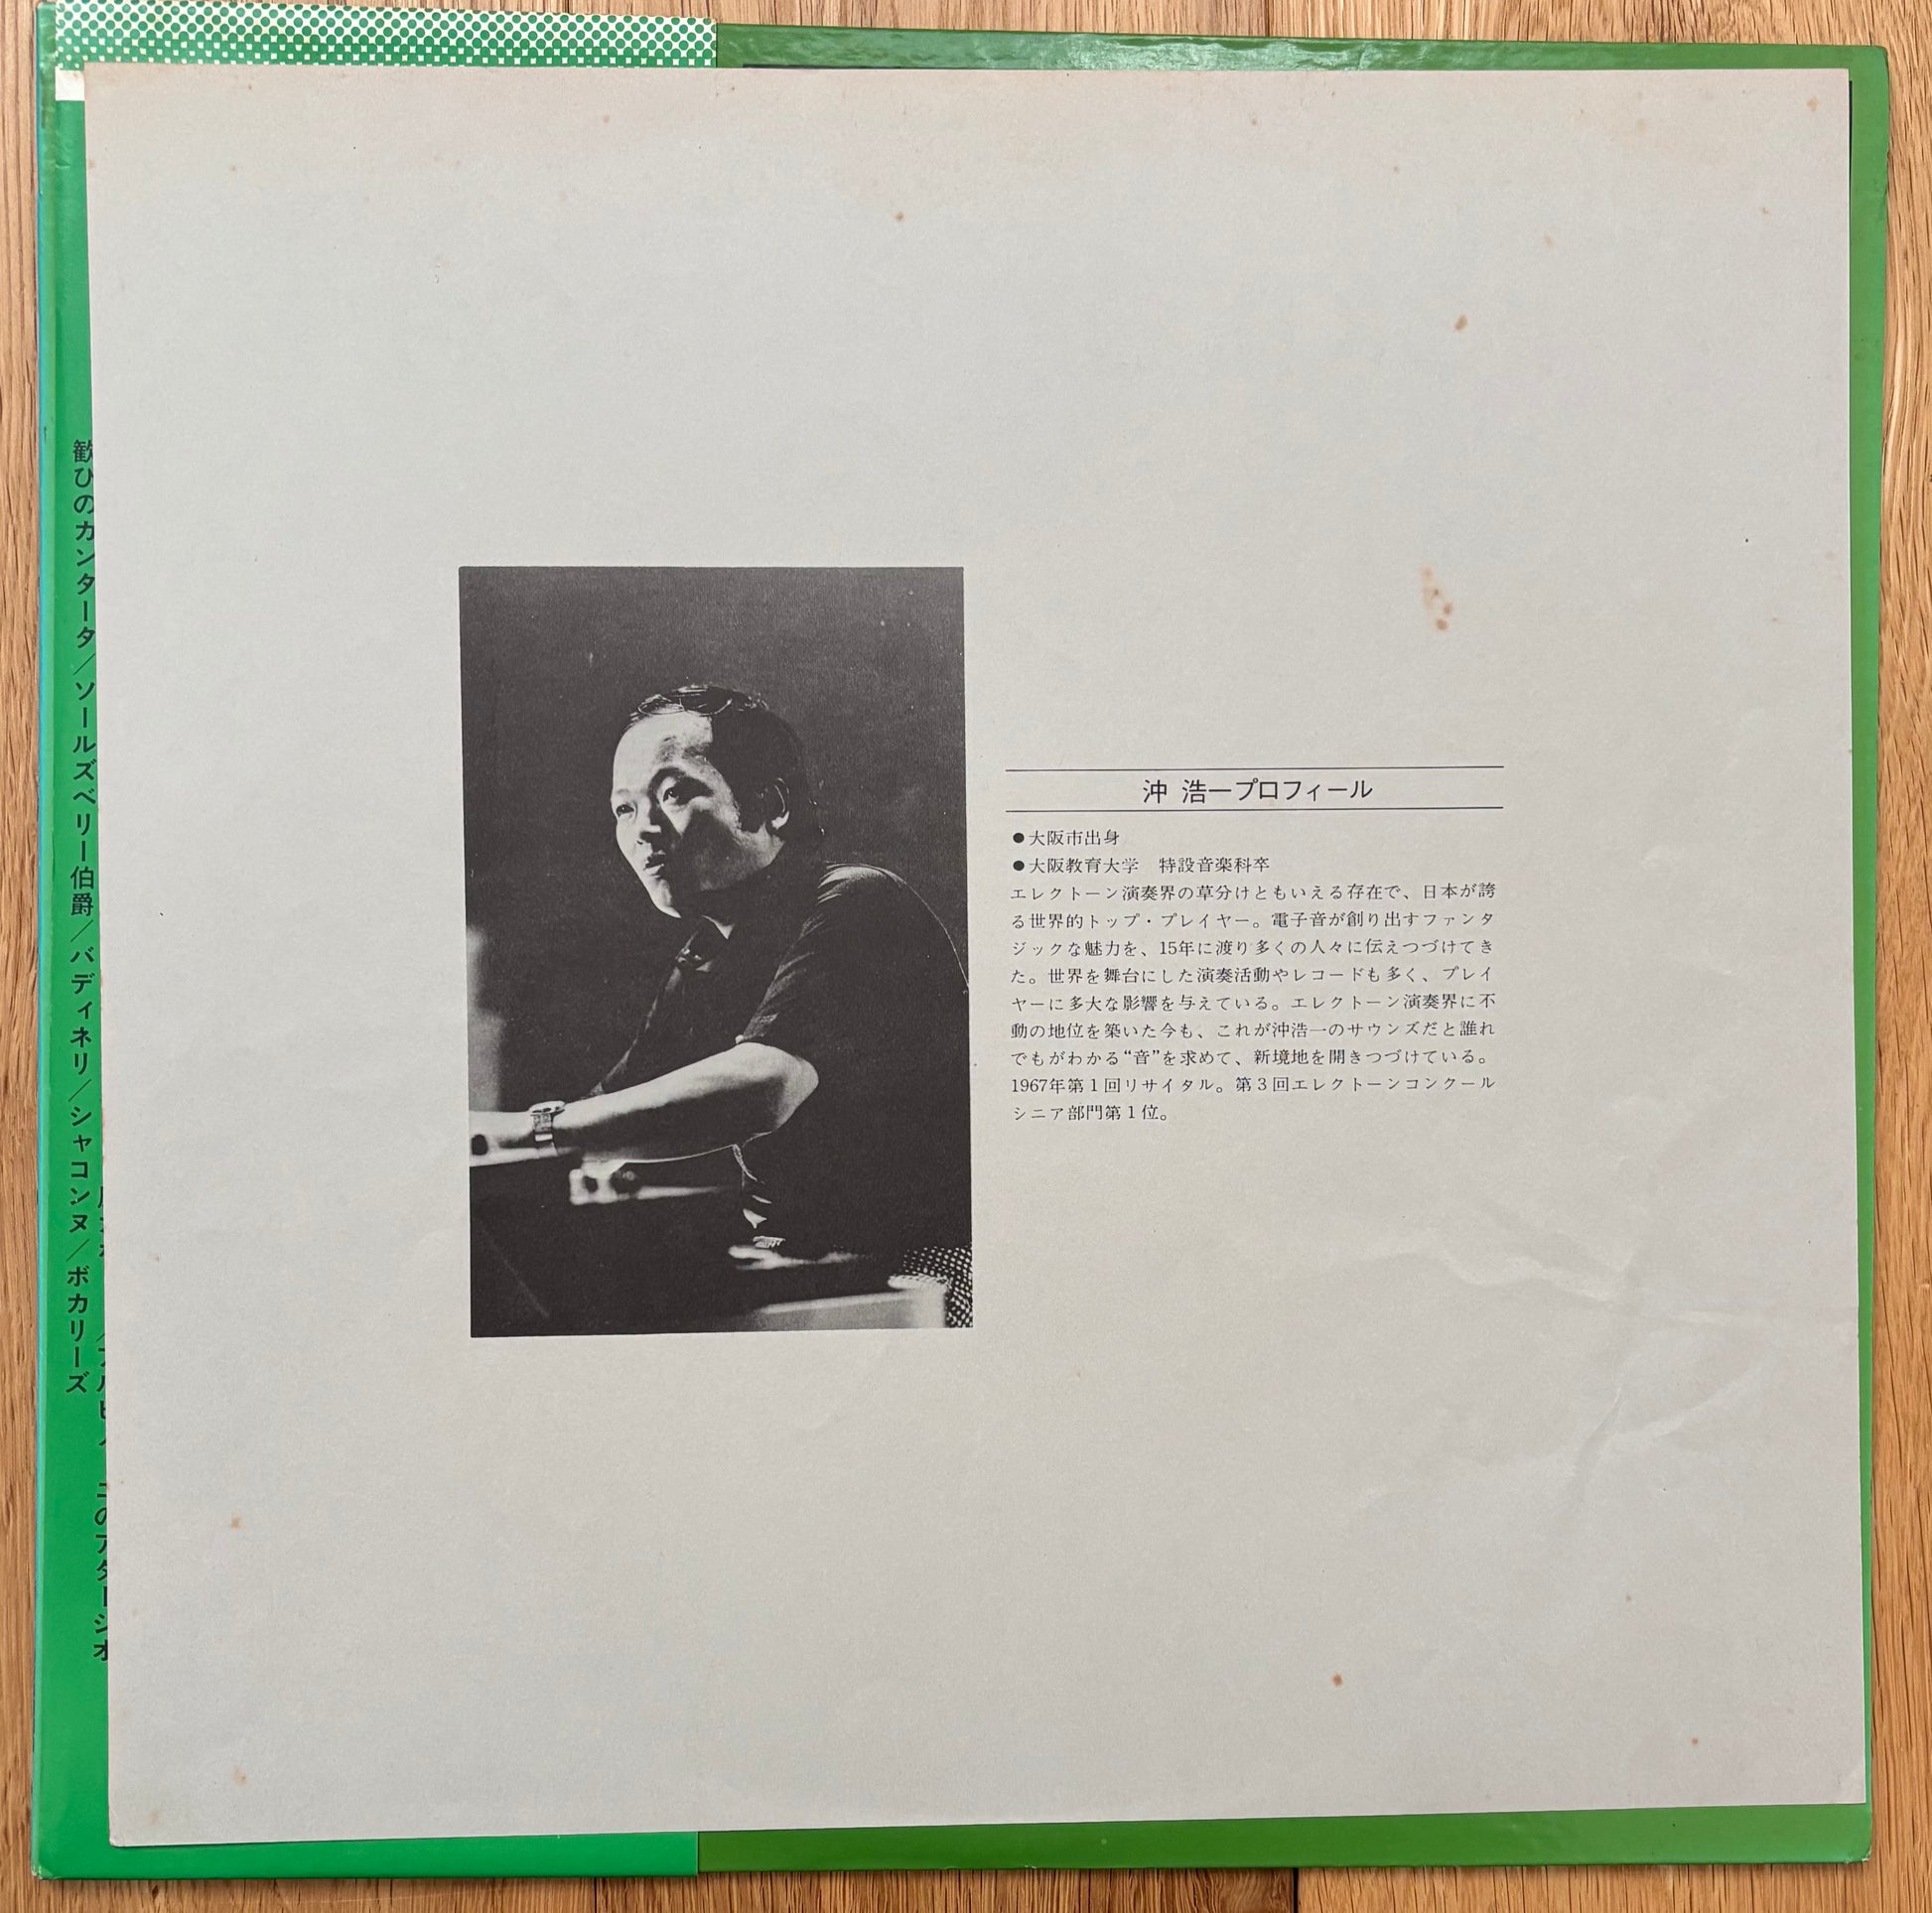 沖 浩一プロフィール
●大阪市出身
●大阪教育大学　特設音楽科卒
エレクトーン演奏界の草分けともいえる存在で、日本が誇
る世界的トップ・プレイヤー。電子音が創り出すファンタ
ジックな魅力を、15年に渡り多くの人々に伝えつづけてき
た。世界を舞台にした演奏活動やレコードも多く、プレイ
ヤーに多大な影響を与えている。エレクトーン演奏界に不
動の地位を築いた今も、これが沖浩一のサウンズだと誰れ
でもがわかる“音”を求めて、新境地を開きつづけている。
1967年第1回リサイタル。第3回エレクトーンコンクール
シニア部門第1位。
歓びのカンタータ／ソールズベリー伯爵／バディネリ／シャコンヌ／ボカリーズ